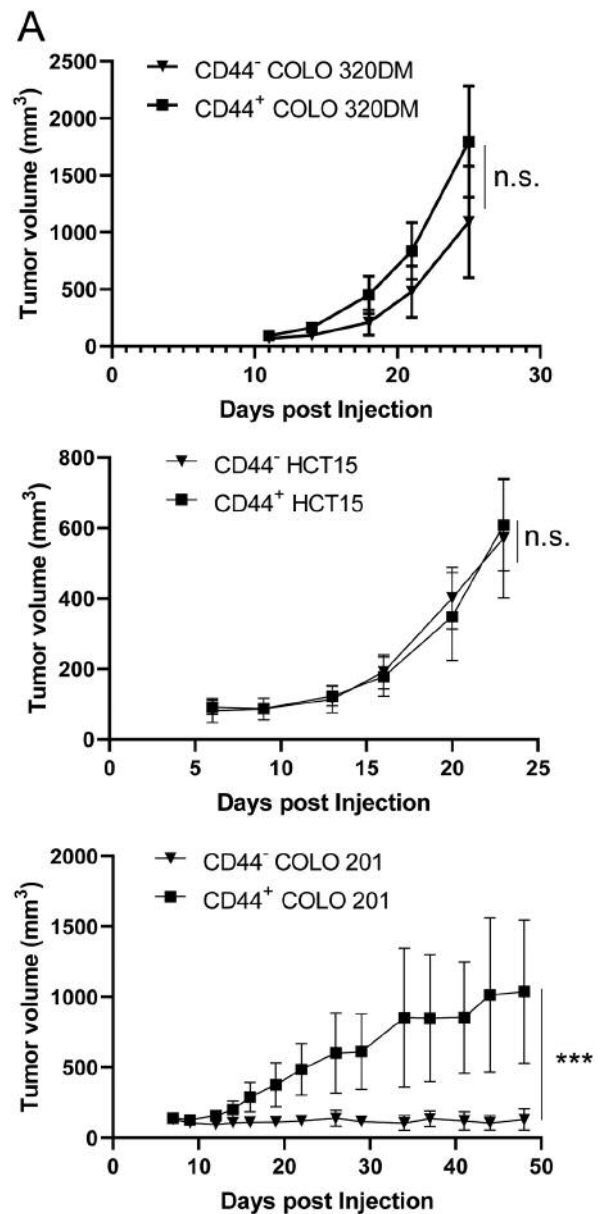 A
CD44⁻ COLO 320DM
CD44⁺ COLO 320DM
Tumor volume (mm³)
2500
2000
1500
1000
500
0
n.s.
0 10 20 30
Days post Injection
CD44⁻ HCT15
CD44⁺ HCT15
Tumor volume (mm³)
800
600
400
200
0
n.s.
0 5 10 15 20 25
Days post Injection
CD44⁻ COLO 201
CD44⁺ COLO 201
Tumor volume (mm³)
2000
1500
1000
500
0
***
0 10 20 30 40 50
Days post Injection